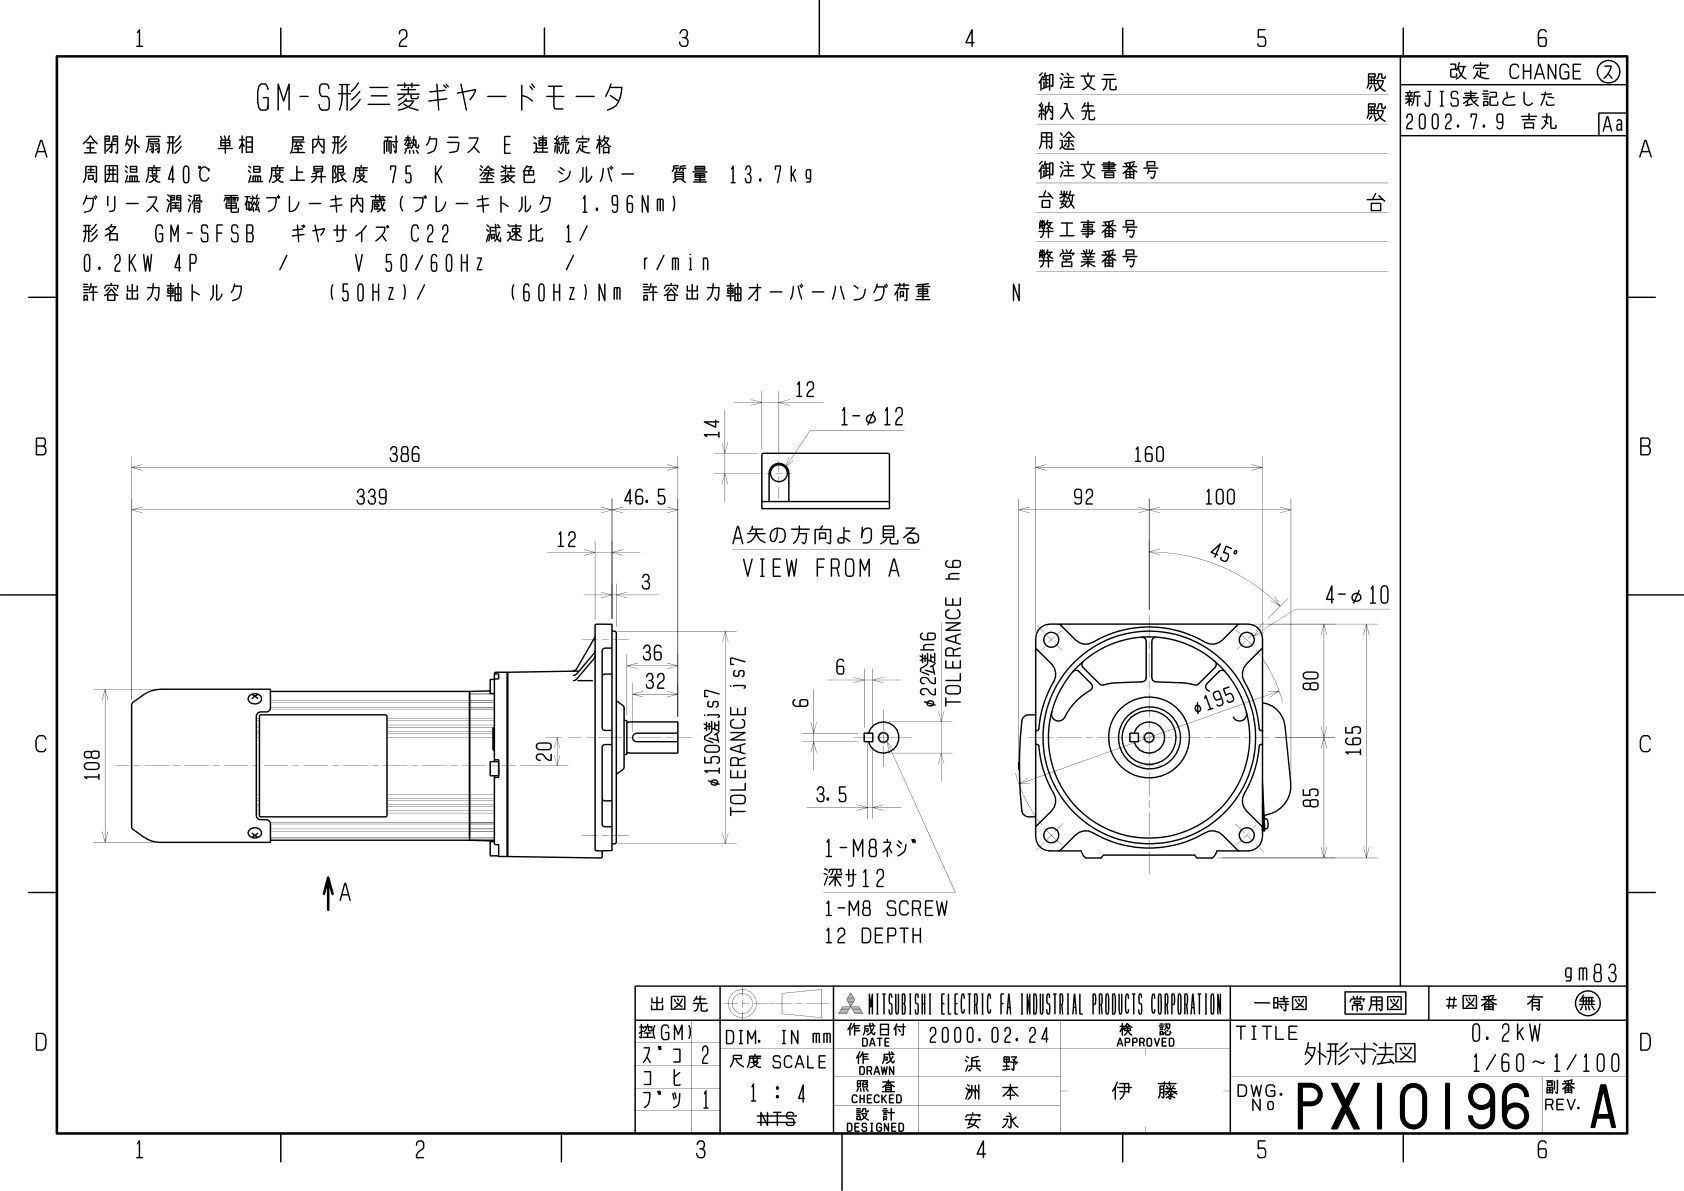 1 2 3 4 5 6
GM-S形三菱ギヤードモータ
全閉外扇形 単相 屋内形 耐熱クラス E 連続定格
周囲温度40℃ 温度上昇限度 75 K 塗装色 シルバー 質量 13.7kg
グリース潤滑 電磁ブレーキ内蔵(ブレーキトルク 1.96Nm)
形名 GM-SFSB ギヤサイズ C22 減速比 1/
0.2KW 4P / V 50/60Hz / r/min
許容出力軸トルク (50Hz)/ (60Hz)Nm 許容出力軸オーバーハング荷重 N
御注文元 殿
納入先 殿
用途
御注文書番号
台数 台
弊工事番号
弊営業番号
改定 CHANGE ス
新JIS表記とした
2002.7.9 吉丸 Aa
A A
B B
C C
D D
12
1-φ12
14
A矢の方向より見る
VIEW FROM A
386
339 46.5
12
3
36
32
20
108
φ150公差js7
TOLERANCE js7
A
6
6
3.5
φ22公差h6
TOLERANCE h6
1-M8ネジ
深サ12
1-M8 SCREW
12 DEPTH
160
92 100
45°
4-φ10
φ195
80
165
85
gm83
出図先
控(GM)
ズコ 2
コヒ
ブツ 1
DIM. IN mm
尺度 SCALE
1 : 4
NTS
MITSUBISHI ELECTRIC FA INDUSTRIAL PRODUCTS CORPORATION
作成日付 DATE 2000.02.24
作成 DRAWN 浜野
照査 CHECKED 洲本
設計 DESIGNED 安永
検認 APPROVED
伊藤
一時図 常用図 #図番 有 無
TITLE 0.2kW
外形寸法図 1/60~1/100
DWG. No PX10196 副番 REV. A
1 2 3 4 5 6